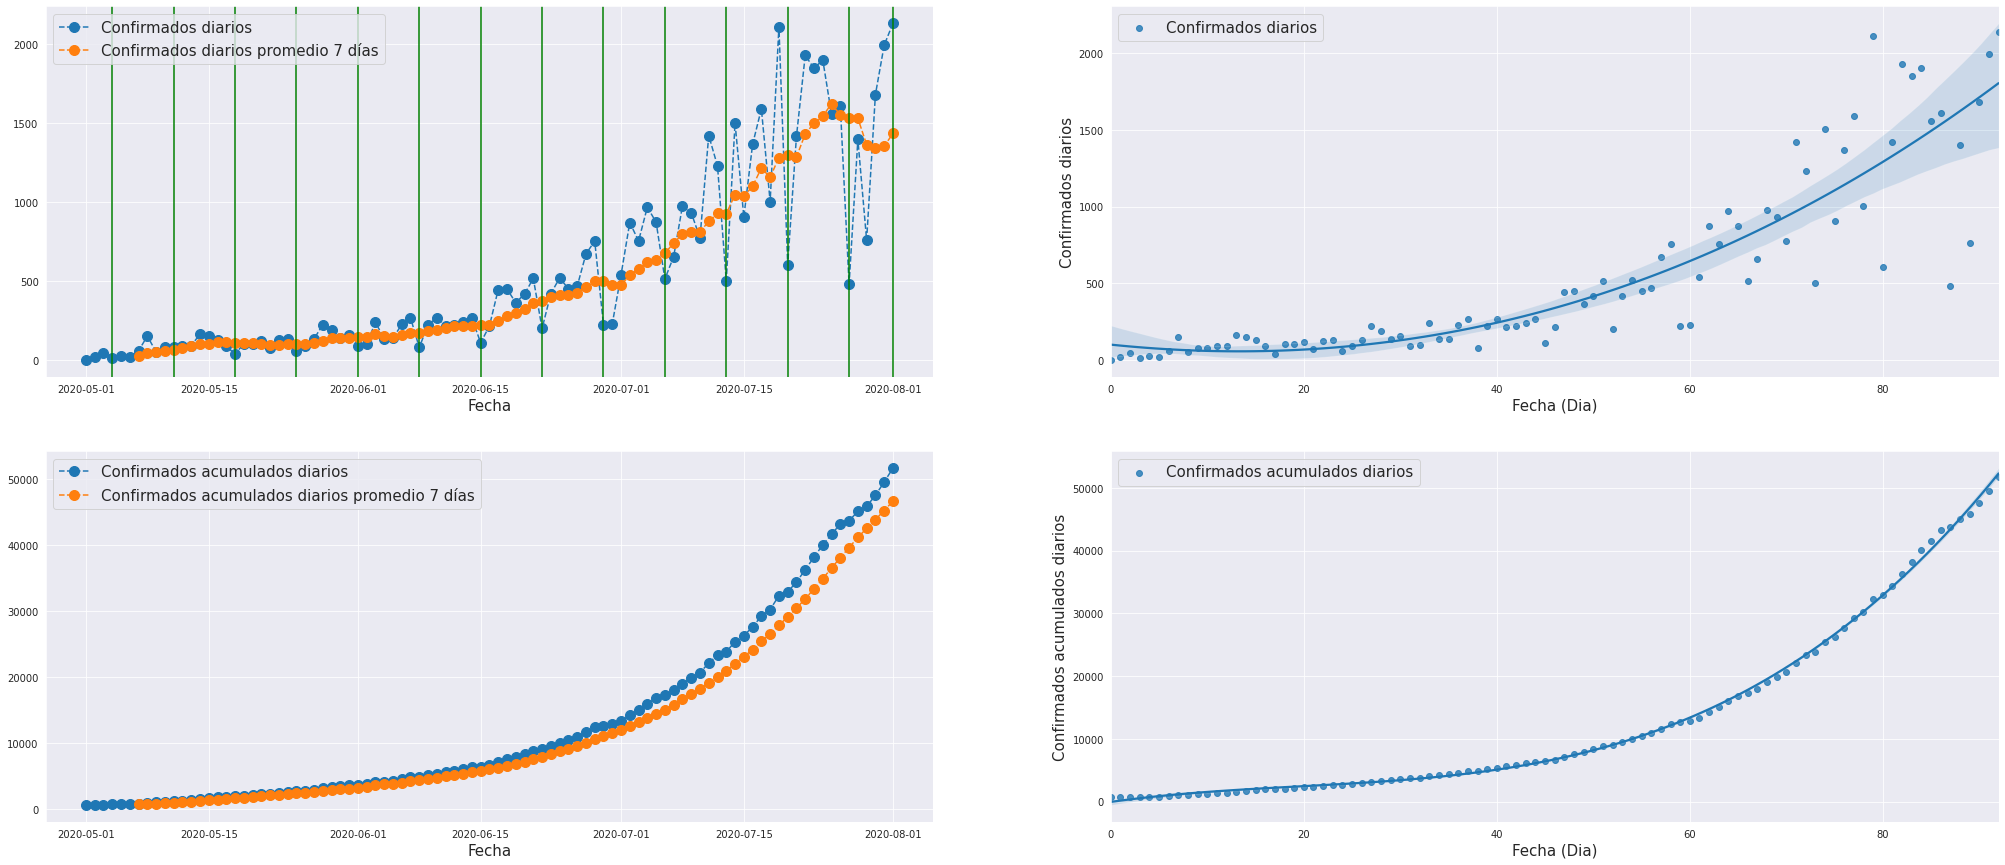 Confirmados diarios
Confirmados diarios promedio 7 días
2000
1500
1000
500
0
2020-05-01 2020-05-15 2020-06-01 2020-06-15 2020-07-01 2020-07-15 2020-08-01
Fecha
Confirmados diarios
Confirmados diarios
2000
1500
1000
500
0
0 20 40 60 80
Fecha (Dia)
Confirmados acumulados diarios
Confirmados acumulados diarios promedio 7 días
50000
40000
30000
20000
10000
0
2020-05-01 2020-05-15 2020-06-01 2020-06-15 2020-07-01 2020-07-15 2020-08-01
Fecha
Confirmados acumulados diarios
Confirmados acumulados diarios
50000
40000
30000
20000
10000
0
0 20 40 60 80
Fecha (Dia)